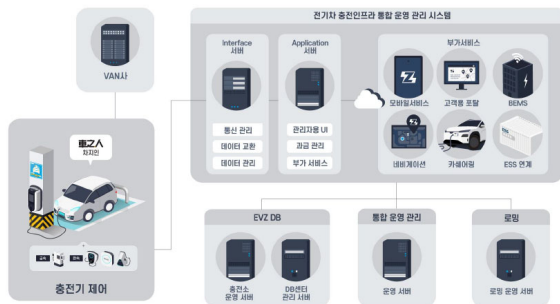 전기차 충전인프라 통합 운영 관리 시스템
VAN사
Interface
서버
통신 관리
데이터 교환
데이터 관리
Application
서버
관리자용 UI
과금 관리
부가 서비스
부가서비스
모바일서비스
고객용 포탈
BEMS
네비게이션
카쉐어링
ESS 연계
車之人
차지인
급속
완속
충전기 제어
EVZ DB
충전소
운영 서버
DB센터
관리 서버
통합 운영 관리
운영 서버
로밍
로밍 운영 서버